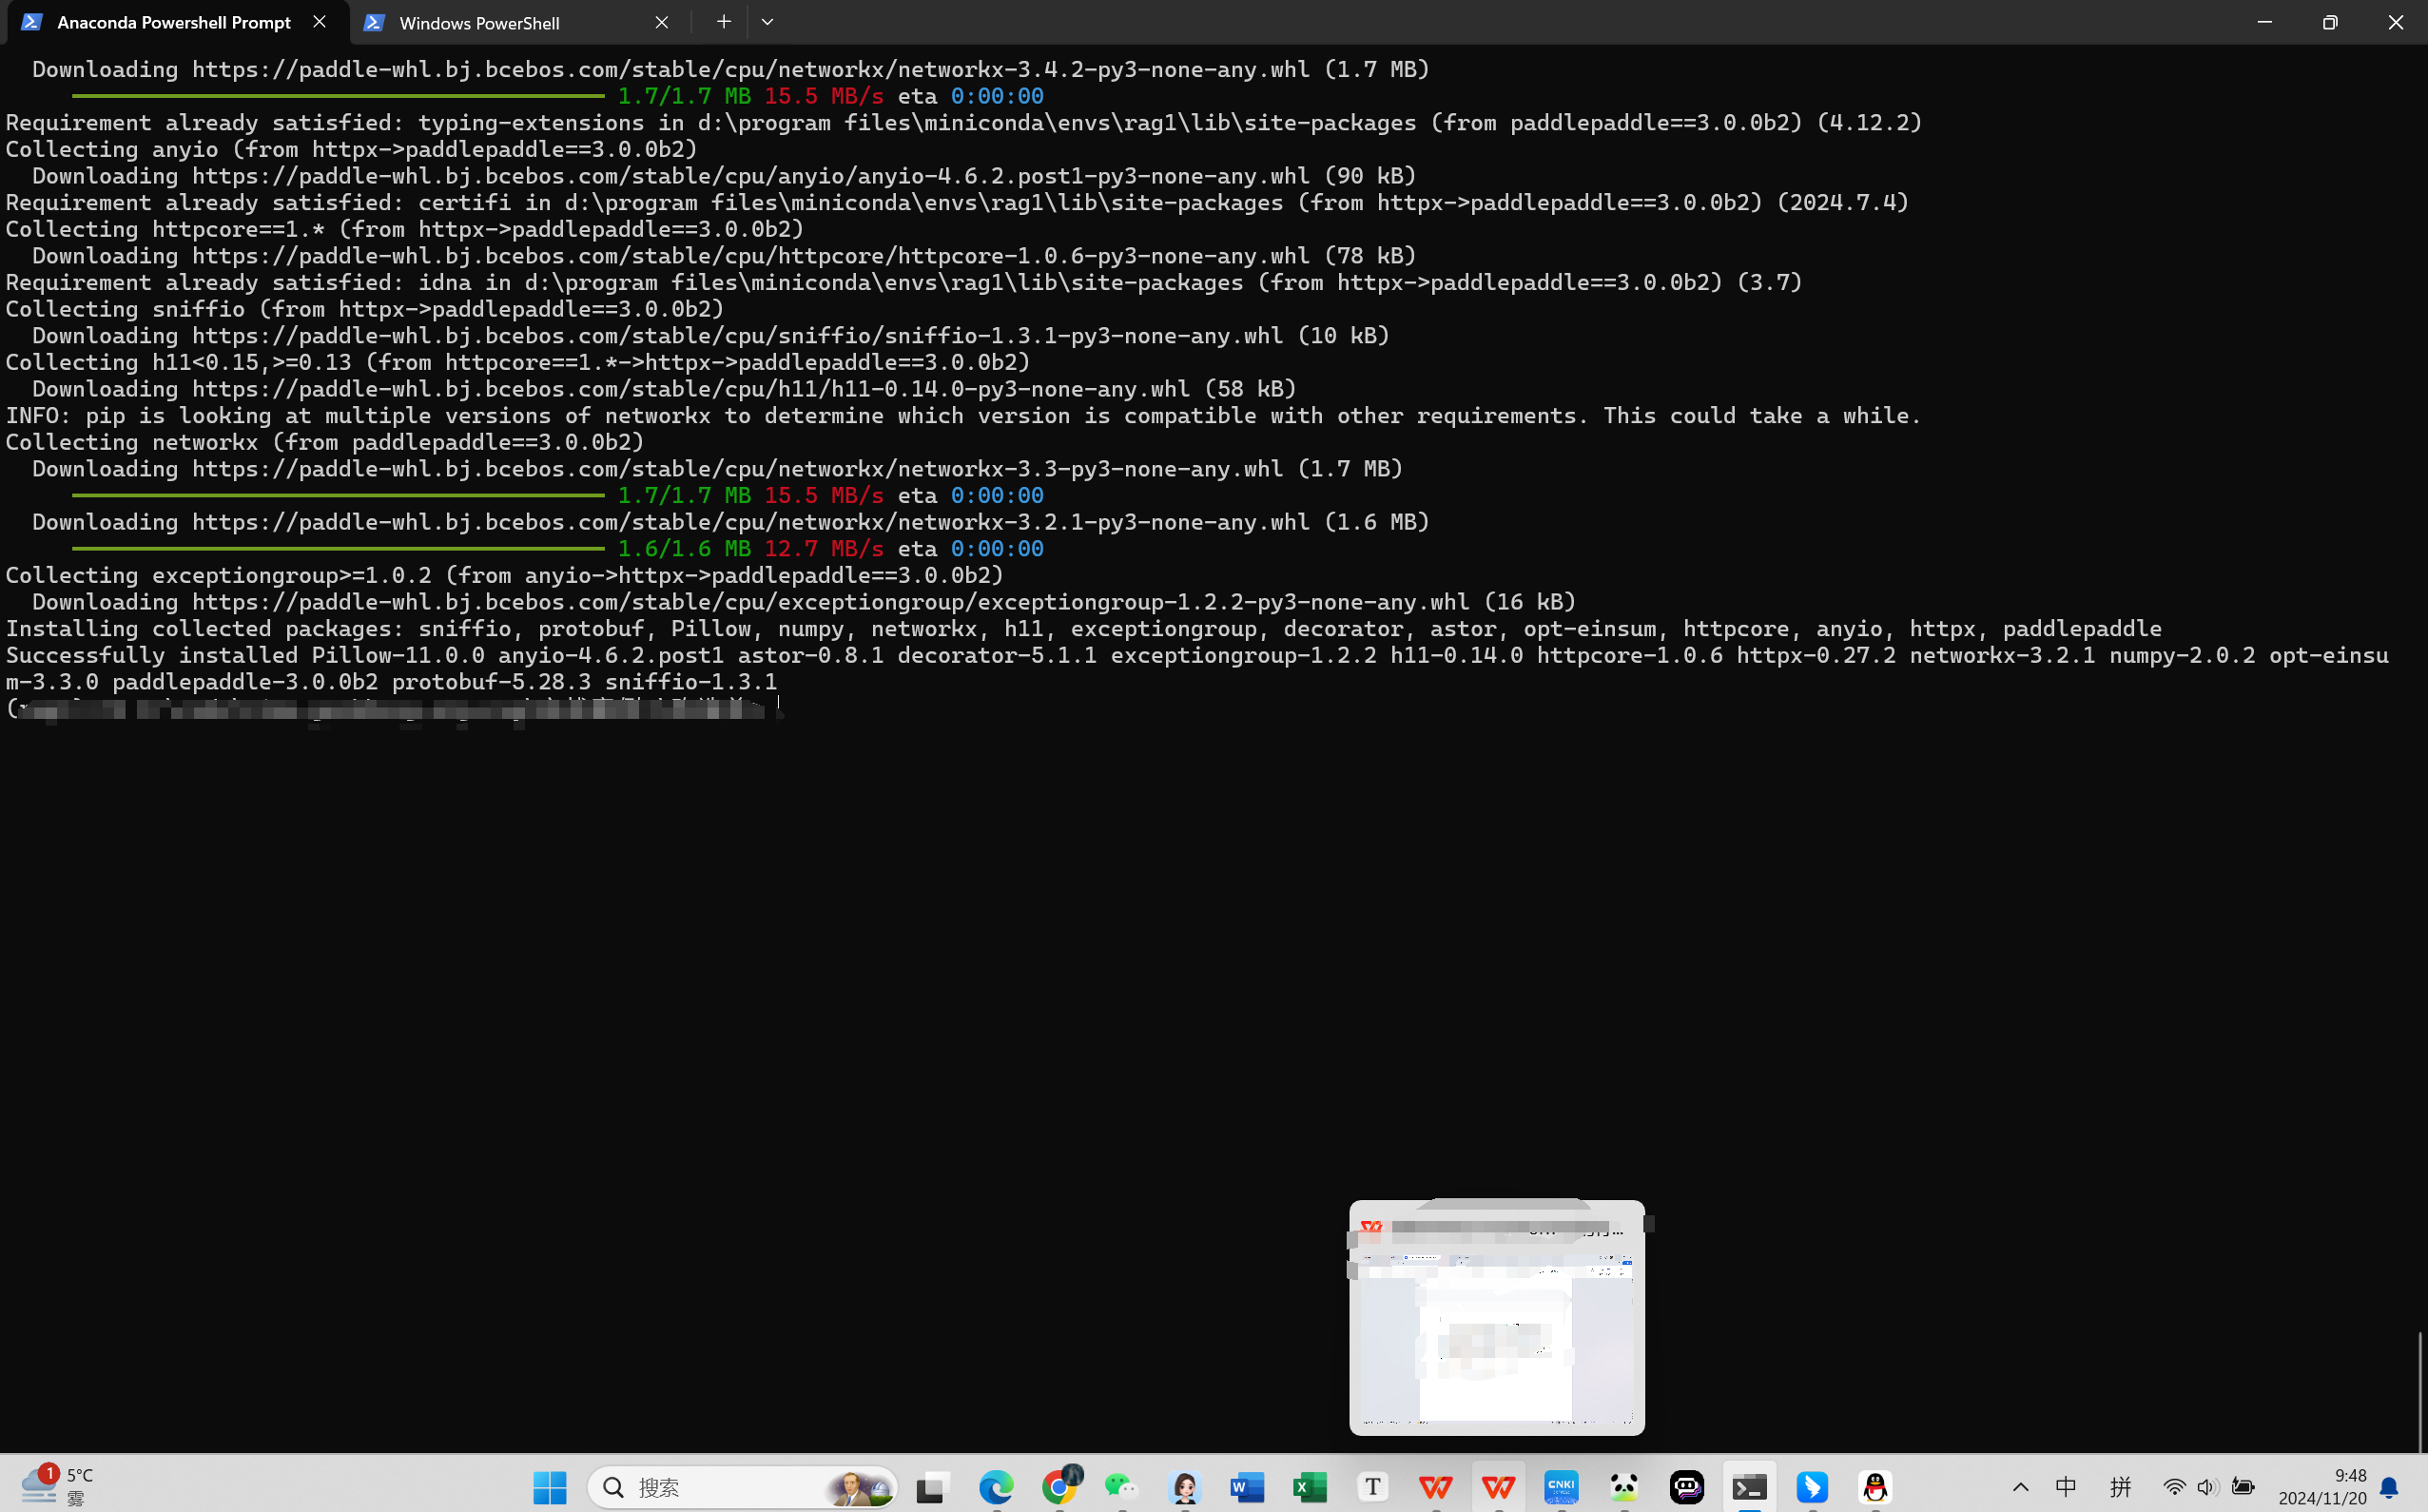 Anaconda Powershell Prompt
Windows PowerShell
Downloading https://paddle-whl.bj.bcebos.com/stable/cpu/networkx/networkx-3.4.2-py3-none-any.whl (1.7 MB)
1.7/1.7 MB 15.5 MB/s eta 0:00:00
Requirement already satisfied: typing-extensions in d:\program files\miniconda\envs\rag1\lib\site-packages (from paddlepaddle==3.0.0b2) (4.12.2)
Collecting anyio (from httpx->paddlepaddle==3.0.0b2)
Downloading https://paddle-whl.bj.bcebos.com/stable/cpu/anyio/anyio-4.6.2.post1-py3-none-any.whl (90 kB)
Requirement already satisfied: certifi in d:\program files\miniconda\envs\rag1\lib\site-packages (from httpx->paddlepaddle==3.0.0b2) (2024.7.4)
Collecting httpcore==1.* (from httpx->paddlepaddle==3.0.0b2)
Downloading https://paddle-whl.bj.bcebos.com/stable/cpu/httpcore/httpcore-1.0.6-py3-none-any.whl (78 kB)
Requirement already satisfied: idna in d:\program files\miniconda\envs\rag1\lib\site-packages (from httpx->paddlepaddle==3.0.0b2) (3.7)
Collecting sniffio (from httpx->paddlepaddle==3.0.0b2)
Downloading https://paddle-whl.bj.bcebos.com/stable/cpu/sniffio/sniffio-1.3.1-py3-none-any.whl (10 kB)
Collecting h11<0.15,>=0.13 (from httpcore==1.*->httpx->paddlepaddle==3.0.0b2)
Downloading https://paddle-whl.bj.bcebos.com/stable/cpu/h11/h11-0.14.0-py3-none-any.whl (58 kB)
INFO: pip is looking at multiple versions of networkx to determine which version is compatible with other requirements. This could take a while.
Collecting networkx (from paddlepaddle==3.0.0b2)
Downloading https://paddle-whl.bj.bcebos.com/stable/cpu/networkx/networkx-3.3-py3-none-any.whl (1.7 MB)
1.7/1.7 MB 15.5 MB/s eta 0:00:00
Downloading https://paddle-whl.bj.bcebos.com/stable/cpu/networkx/networkx-3.2.1-py3-none-any.whl (1.6 MB)
1.6/1.6 MB 12.7 MB/s eta 0:00:00
Collecting exceptiongroup>=1.0.2 (from anyio->httpx->paddlepaddle==3.0.0b2)
Downloading https://paddle-whl.bj.bcebos.com/stable/cpu/exceptiongroup/exceptiongroup-1.2.2-py3-none-any.whl (16 kB)
Installing collected packages: sniffio, protobuf, Pillow, numpy, networkx, h11, exceptiongroup, decorator, astor, opt-einsum, httpcore, anyio, httpx, paddlepaddle
Successfully installed Pillow-11.0.0 anyio-4.6.2.post1 astor-0.8.1 decorator-5.1.1 exceptiongroup-1.2.2 h11-0.14.0 httpcore-1.0.6 httpx-0.27.2 networkx-3.2.1 numpy-2.0.2 opt-einsu
m-3.3.0 paddlepaddle-3.0.0b2 protobuf-5.28.3 sniffio-1.3.1
1
5°C
雾
搜索
W
X
T
CNKI
中
拼
9:48
2024/11/20